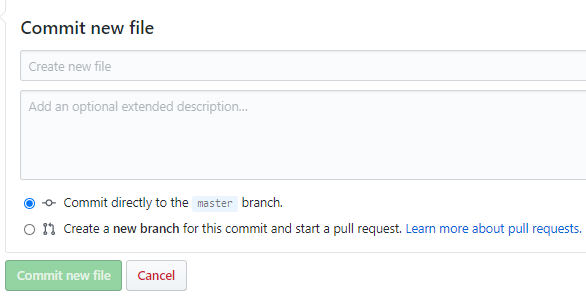 Commit new file
Create new file
Add an optional extended description...
Commit directly to the master branch.
Create a new branch for this commit and start a pull request. Learn more about pull requests.
Commit new file Cancel